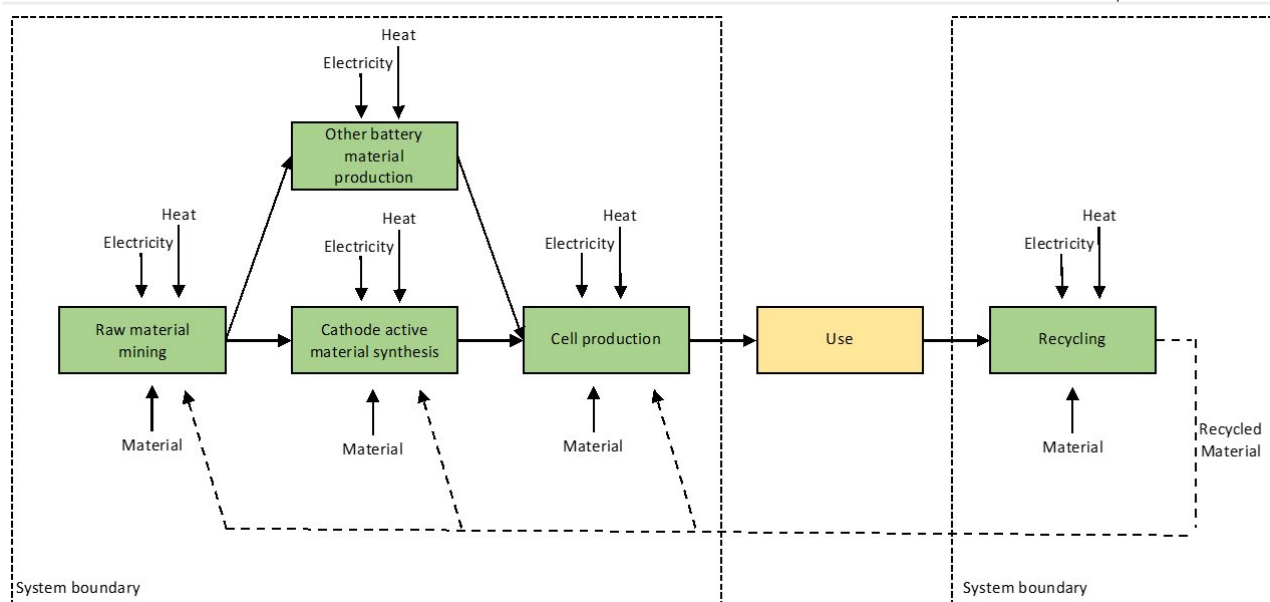 Heat
Electricity
Other battery
material
production
Heat
Electricity
Heat
Electricity
Heat
Electricity
Heat
Electricity
Raw material
mining
Cathode active
material synthesis
Cell production
Use
Recycling
Material
Material
Material
Material
Recycled
Material
System boundary
System boundary